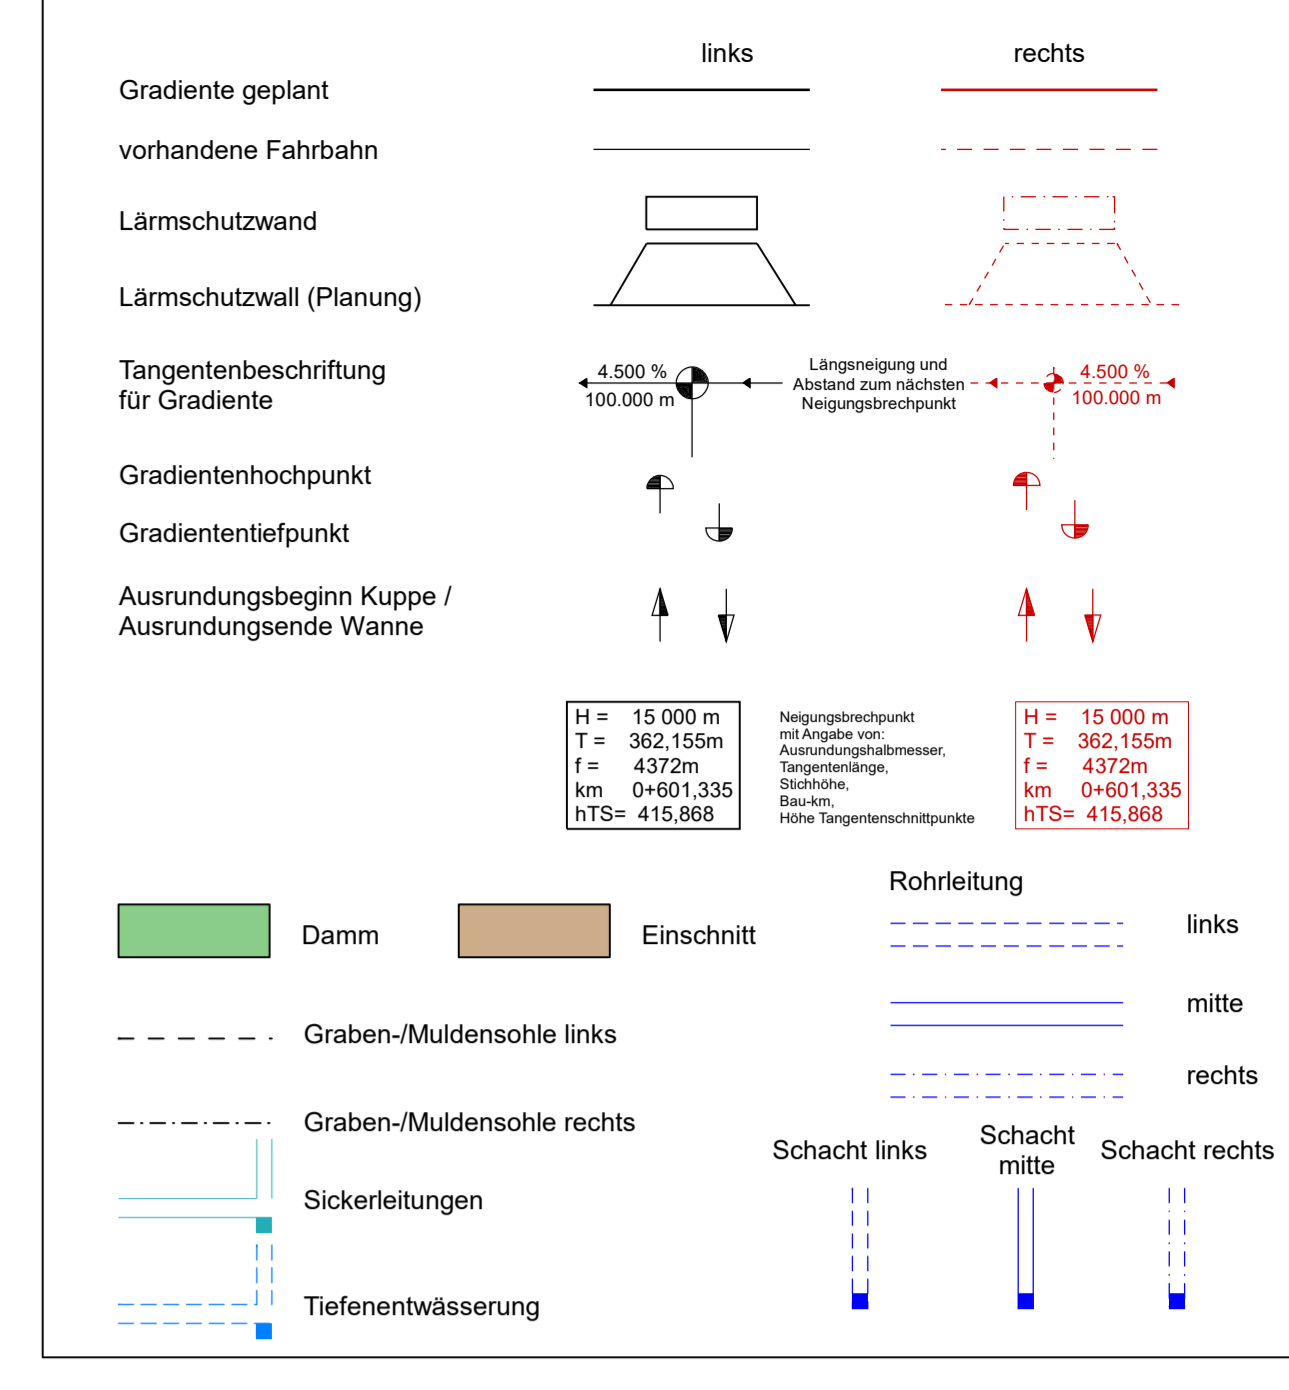 links
rechts
Gradiente geplant
vorhandene Fahrbahn
Lärmschutzwand
Lärmschutzwall (Planung)
Tangentenbeschriftung
für Gradiente
4.500 %
100.000 m
Längsneigung und
Abstand zum nächsten
Neigungsbrechpunkt
4.500 %
100.000 m
Gradientenhochpunkt
Gradiententiefpunkt
Ausrundungsbeginn Kuppe /
Ausrundungsende Wanne
H = 15 000 m
T = 362,155m
f = 4372m
km 0+601,335
hTS= 415,868
Neigungsbrechpunkt
mit Angabe von:
Ausrundungshalbmesser,
Tangentenlänge,
Stichhöhe,
Bau-km,
Höhe Tangentenschnittpunkte
H = 15 000 m
T = 362,155m
f = 4372m
km 0+601,335
hTS= 415,868
Damm
Einschnitt
Rohrleitung
links
mitte
rechts
Graben-/Muldensohle links
Graben-/Muldensohle rechts
Sickerleitungen
Tiefenentwässerung
Schacht links
Schacht
mitte
Schacht rechts